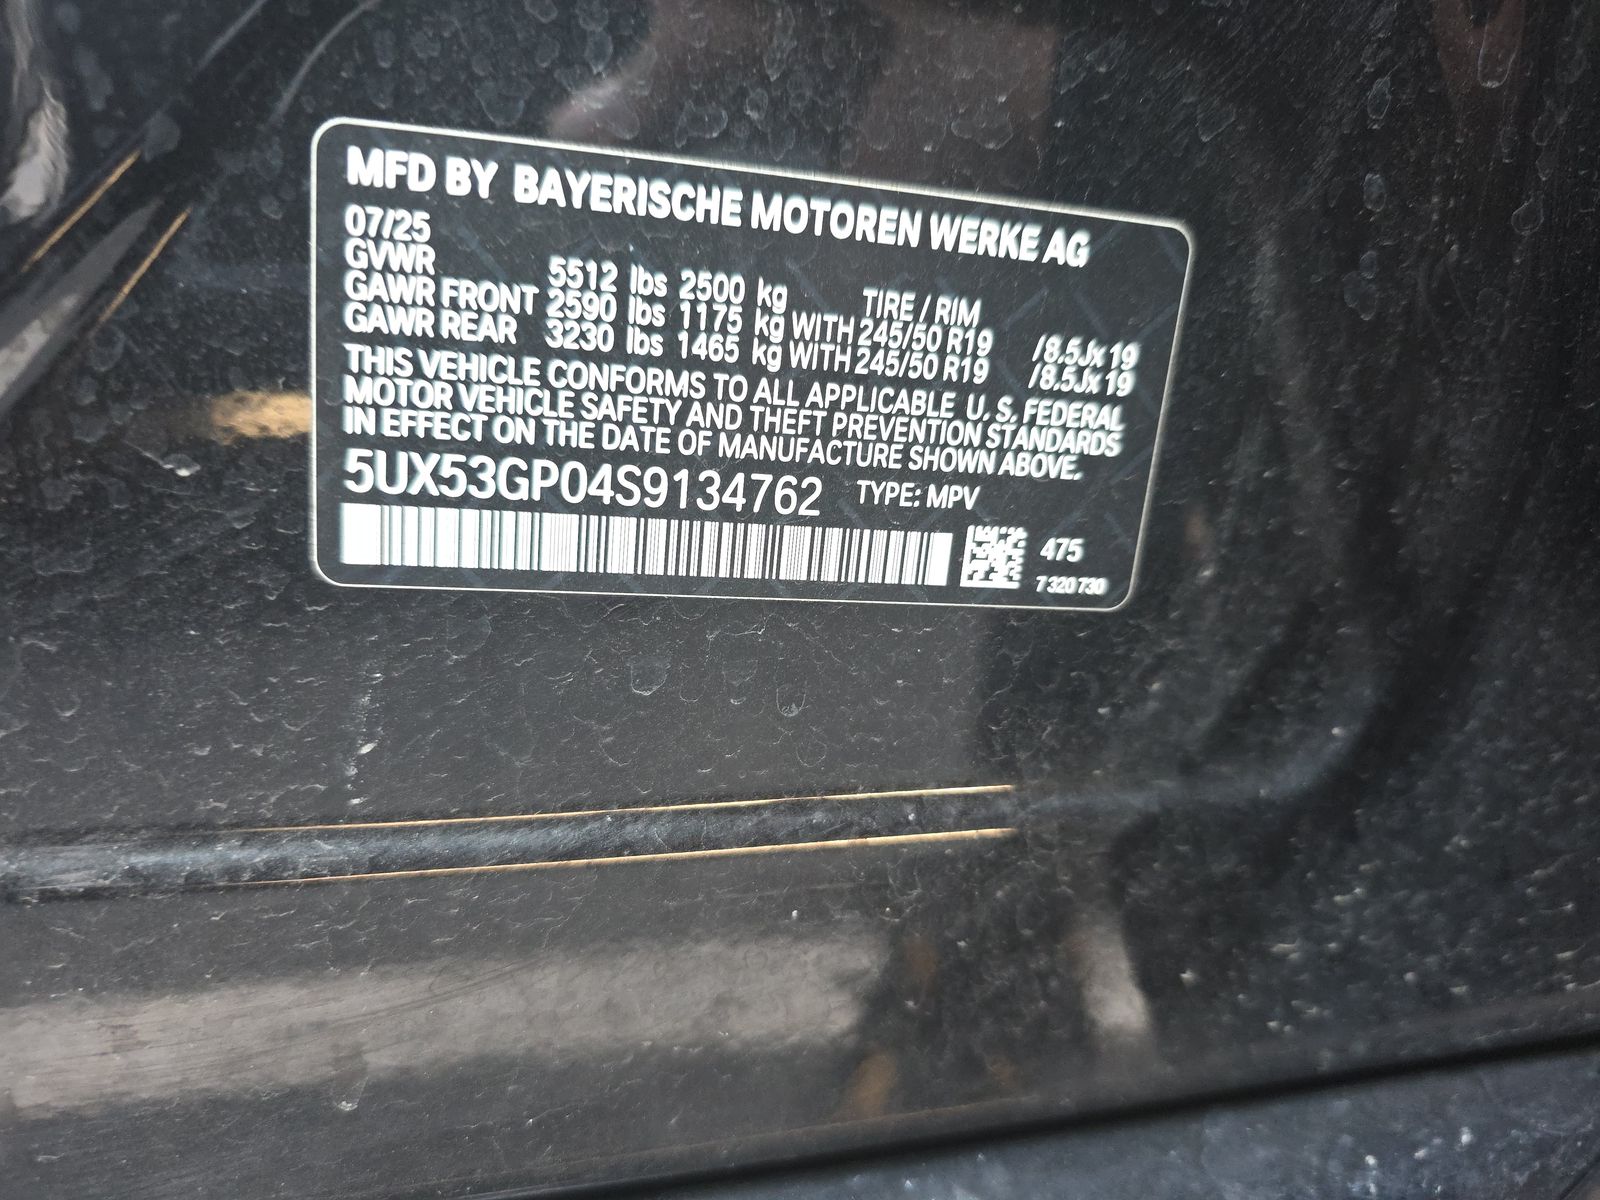 MFD BY BAYERISCHE MOTOREN WERKE AG
07/25
GVWR 5512 lbs 2500 kg TIRE / RIM
GAWR FRONT 2590 lbs 1175 kg WITH 245/50 R19 /8.5Jx19
GAWR REAR 3230 lbs 1465 kg WITH 245/50 R19 /8.5Jx19
THIS VEHICLE CONFORMS TO ALL APPLICABLE U. S. FEDERAL
MOTOR VEHICLE SAFETY AND THEFT PREVENTION STANDARDS
IN EFFECT ON THE DATE OF MANUFACTURE SHOWN ABOVE.
5UX53GP04S9134762 TYPE: MPV
475
7 320 730